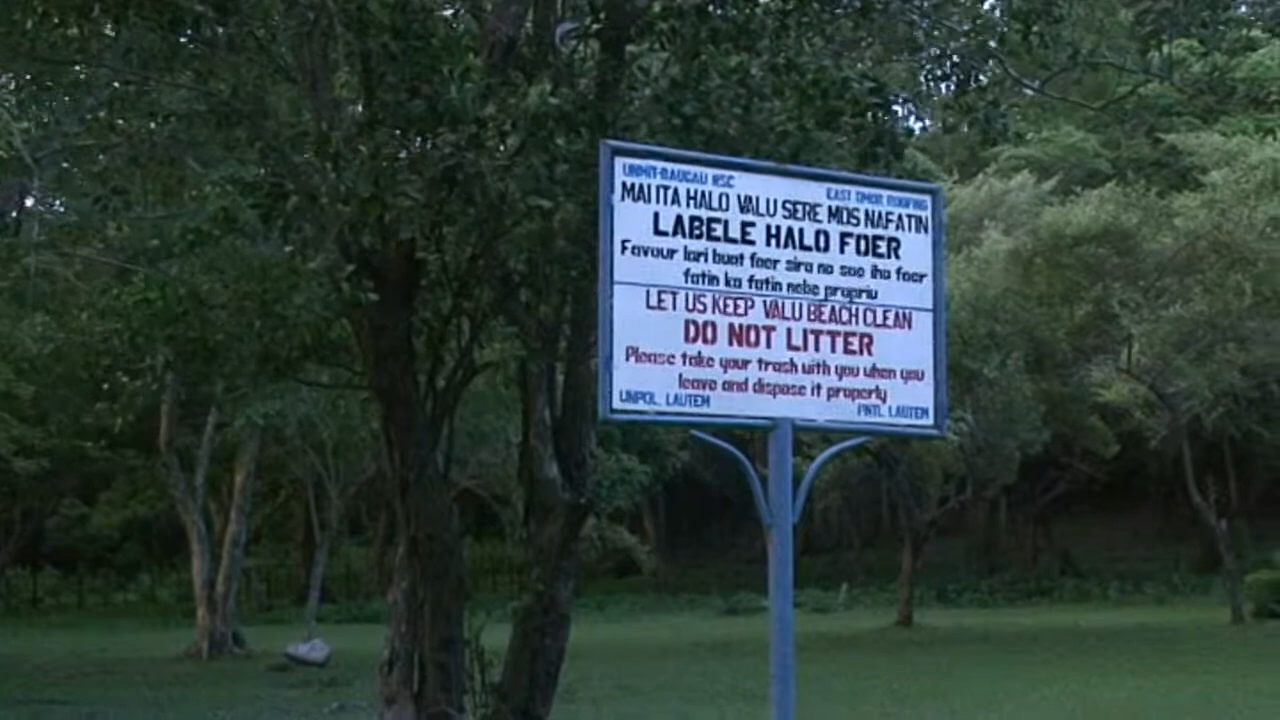 UNMIT-BAUCAU RSC
EAST TIMOR ROOFING
MAI ITA HALO VALU SERE MOS NAFATIN
LABELE HALO FOER
Favour lori buat foer sira no soe iha foer
fatin ka fatin nebe propriu
LET US KEEP VALU BEACH CLEAN
DO NOT LITTER
Please take your trash with you when you
leave and dispose it properly
UNPOL. LAUTEM
PNTL. LAUTEM